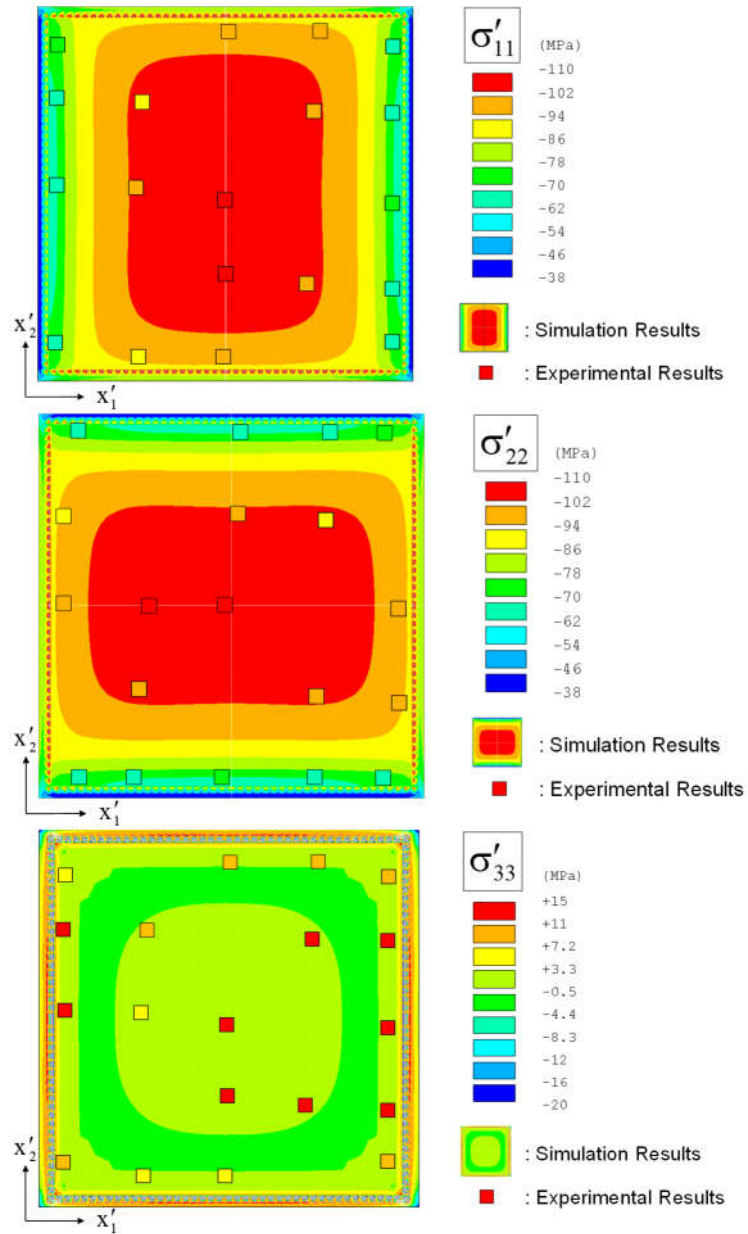 σ′11
(MPa)
-110
-102
-94
-86
-78
-70
-62
-54
-46
-38
: Simulation Results
: Experimental Results
x′2
x′1
σ′22
(MPa)
-110
-102
-94
-86
-78
-70
-62
-54
-46
-38
: Simulation Results
: Experimental Results
x′2
x′1
σ′33
(MPa)
+15
+11
+7.2
+3.3
-0.5
-4.4
-8.3
-12
-16
-20
: Simulation Results
: Experimental Results
x′2
x′1